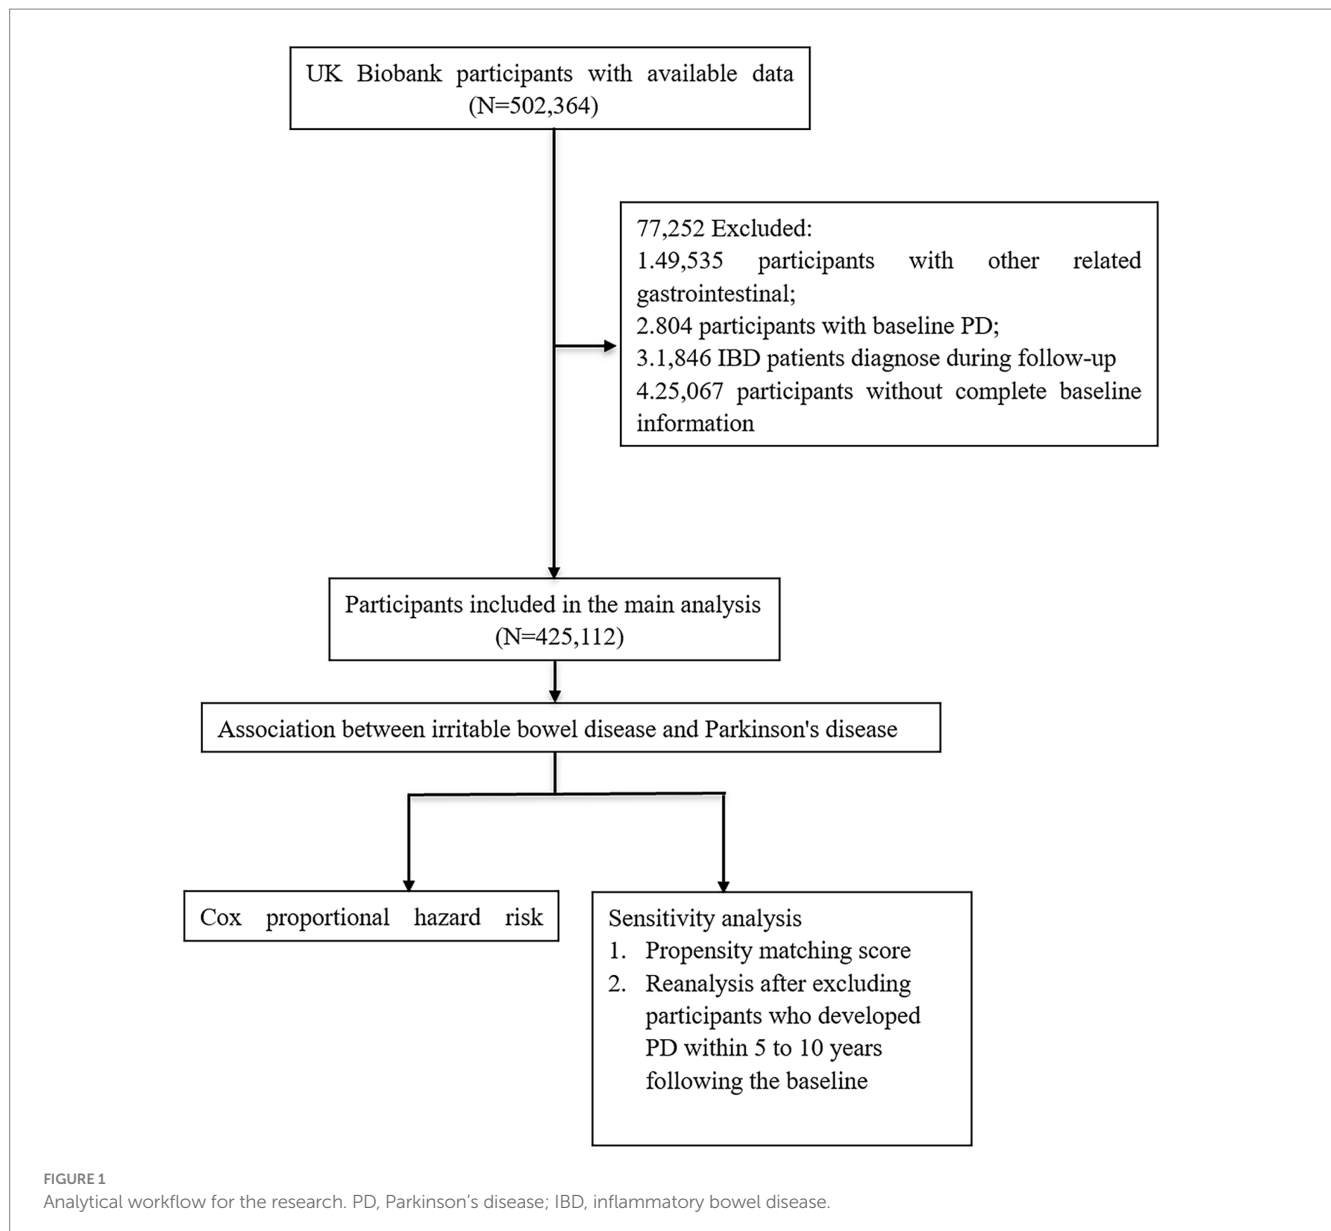 UK Biobank participants with available data
(N=502,364)
77,252 Excluded:
1.49,535 participants with other related
gastrointestinal;
2.804 participants with baseline PD;
3.1,846 IBD patients diagnose during follow-up
4.25,067 participants without complete baseline
information
Participants included in the main analysis
(N=425,112)
Association between irritable bowel disease and Parkinson's disease
Cox proportional hazard risk
Sensitivity analysis
1. Propensity matching score
2. Reanalysis after excluding
participants who developed
PD within 5 to 10 years
following the baseline
FIGURE 1
Analytical workflow for the research. PD, Parkinson’s disease; IBD, inflammatory bowel disease.